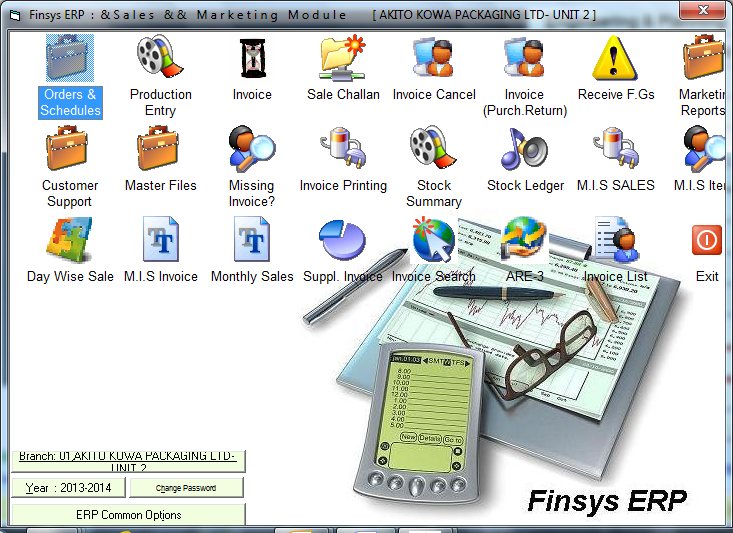 Finsys ERP : &Sales && Marketing Module [ AKITO KOWA PACKAGING LTD- UNIT 2 ]
Orders & Schedules
Production Entry
Invoice
Sale Challan
Invoice Cancel
Invoice (Purch.Return)
Receive F.Gs
Marketin Reports
Customer Support
Master Files
Missing Invoice?
Invoice Printing
Stock Summary
Stock Ledger
M.I.S SALES
M.I.S Iten
Day Wise Sale
M.I.S Invoice
Monthly Sales
Suppl. Invoice
Invoice Search
ARE-3
Invoice List
Exit
jan.01.03
SMTWTFS
8.00
9.00
10.00
11.00
12.00
1.00
2.00
3.00
4.00
5.00
New Details Go to
Branch: 01,AKITO KOWA PACKAGING LTD-
UNIT 2
Year : 2013-2014
Change Password
ERP Common Options
Finsys ERP